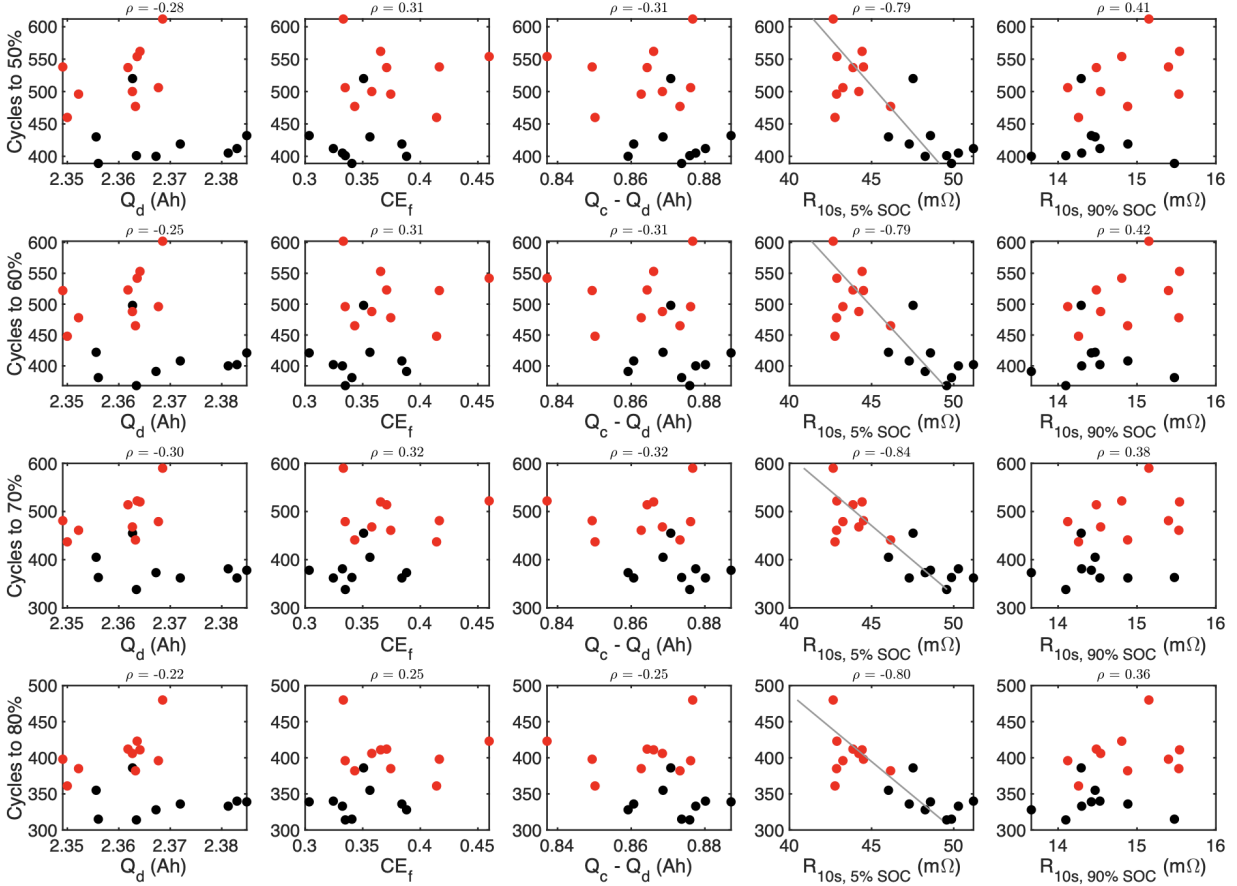 ρ = -0.28 ρ = 0.31 ρ = -0.31 ρ = -0.79 ρ = 0.41
Cycles to 50%
600
550
500
450
400
2.35 2.36 2.37 2.38 0.3 0.35 0.4 0.45 0.84 0.86 0.88 40 45 50 14 15 16
Q_d (Ah) CE_f Q_c - Q_d (Ah) R_10s, 5% SOC (mΩ) R_10s, 90% SOC (mΩ)
ρ = -0.25 ρ = 0.31 ρ = -0.31 ρ = -0.79 ρ = 0.42
Cycles to 60%
600
550
500
450
400
2.35 2.36 2.37 2.38 0.3 0.35 0.4 0.45 0.84 0.86 0.88 40 45 50 14 15 16
Q_d (Ah) CE_f Q_c - Q_d (Ah) R_10s, 5% SOC (mΩ) R_10s, 90% SOC (mΩ)
ρ = -0.30 ρ = 0.32 ρ = -0.32 ρ = -0.84 ρ = 0.38
Cycles to 70%
600
500
400
300
2.35 2.36 2.37 2.38 0.3 0.35 0.4 0.45 0.84 0.86 0.88 40 45 50 14 15 16
Q_d (Ah) CE_f Q_c - Q_d (Ah) R_10s, 5% SOC (mΩ) R_10s, 90% SOC (mΩ)
ρ = -0.22 ρ = 0.25 ρ = -0.25 ρ = -0.80 ρ = 0.36
Cycles to 80%
500
450
400
350
300
2.35 2.36 2.37 2.38 0.3 0.35 0.4 0.45 0.84 0.86 0.88 40 45 50 14 15 16
Q_d (Ah) CE_f Q_c - Q_d (Ah) R_10s, 5% SOC (mΩ) R_10s, 90% SOC (mΩ)